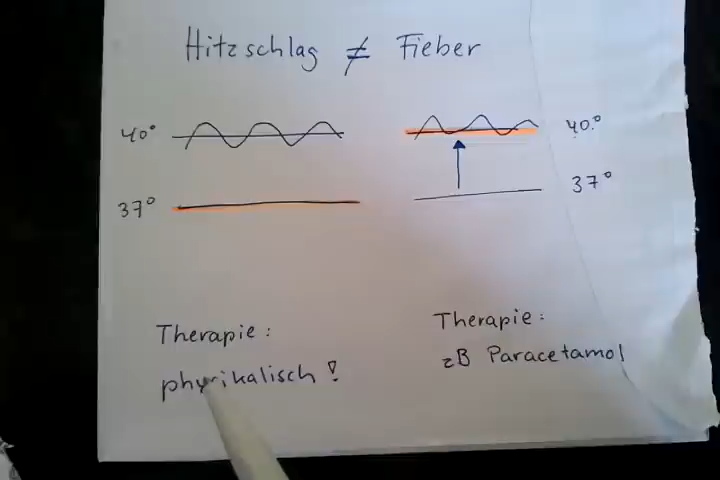 Hitzschlag ≠ Fieber
40° 40°
37° 37°
Therapie: Therapie:
physikalisch! zB Paracetamol